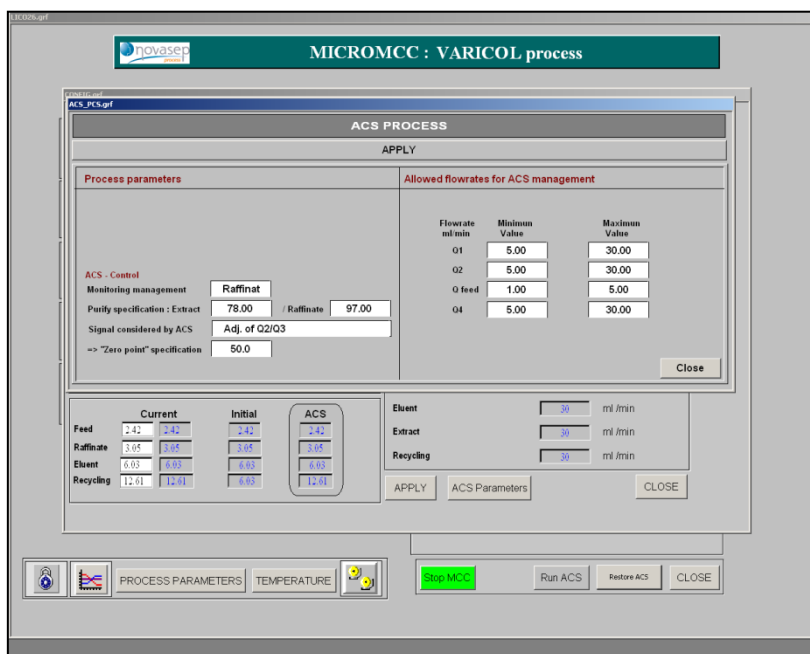 LICO26.grf
novasep
process
MICROMCC : VARICOL process
CONFIG.grf
ACS_PCS.grf
ACS PROCESS
APPLY
Process parameters
ACS - Control
Monitoring management Raffinat
Purify specification : Extract 78.00 / Raffinate 97.00
Signal considered by ACS Adj. of Q2/Q3
=> "Zero point" specification 50.0
Allowed flowrates for ACS management
Flowrate Minimun Maximun
ml/min Value Value
Q1 5.00 30.00
Q2 5.00 30.00
Q feed 1.00 5.00
Q4 5.00 30.00
Close
Current Initial ACS
Feed 2.42 2.42 2.42 2.42
Raffinate 3.05 3.05 3.05 3.05
Eluent 6.03 6.03 6.03 6.03
Recycling 12.61 12.61 6.03 12.61
Eluent 30 ml /min
Extract 30 ml /min
Recycling 30 ml /min
APPLY ACS Parameters CLOSE
PROCESS PARAMETERS TEMPERATURE
Stop MCC Run ACS Restore ACS CLOSE